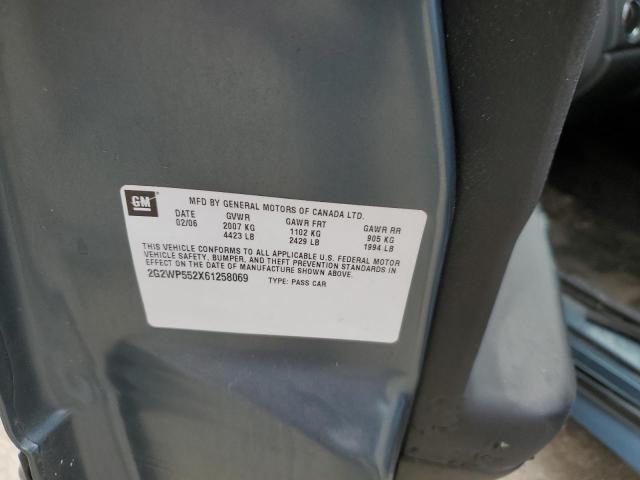 GM
MFD BY GENERAL MOTORS OF CANADA LTD.
DATE GVWR GAWR FRT GAWR RR
02/06 2007 KG 1102 KG 905 KG
4423 LB 2429 LB 1994 LB
THIS VEHICLE CONFORMS TO ALL APPLICABLE U.S. FEDERAL MOTOR
VEHICLE SAFETY, BUMPER, AND THEFT PREVENTION STANDARDS IN
EFFECT ON THE DATE OF MANUFACTURE SHOWN ABOVE.
2G2WP552X61258069 TYPE: PASS CAR